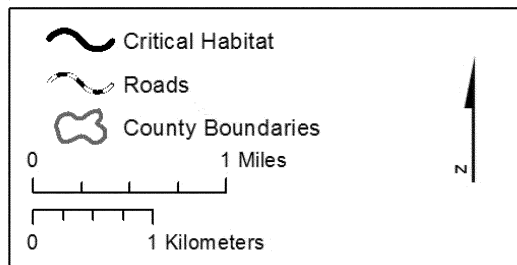 Critical Habitat
Roads
County Boundaries
0 1 Miles
0 1 Kilometers
N